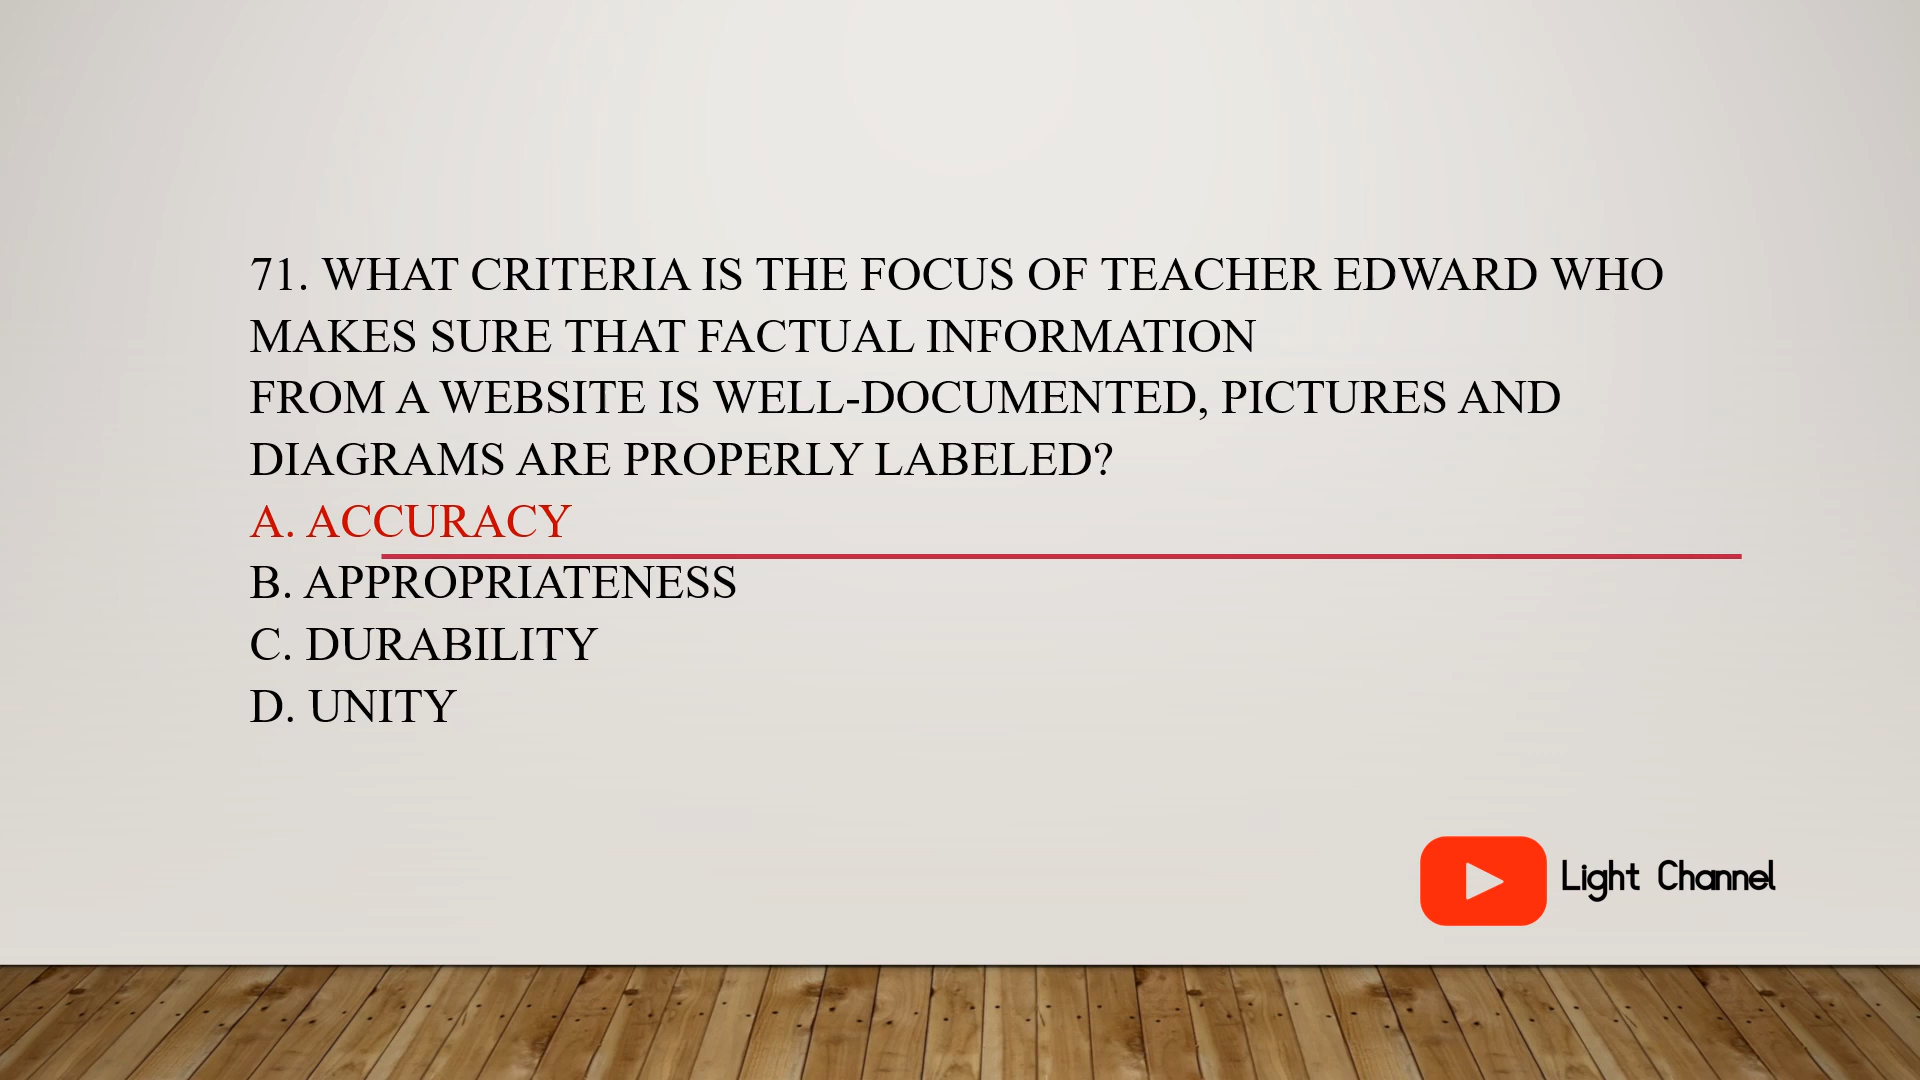 71. WHAT CRITERIA IS THE FOCUS OF TEACHER EDWARD WHO
MAKES SURE THAT FACTUAL INFORMATION
FROM A WEBSITE IS WELL-DOCUMENTED, PICTURES AND
DIAGRAMS ARE PROPERLY LABELED?
A. ACCURACY
B. APPROPRIATENESS
C. DURABILITY
D. UNITY
Light Channel